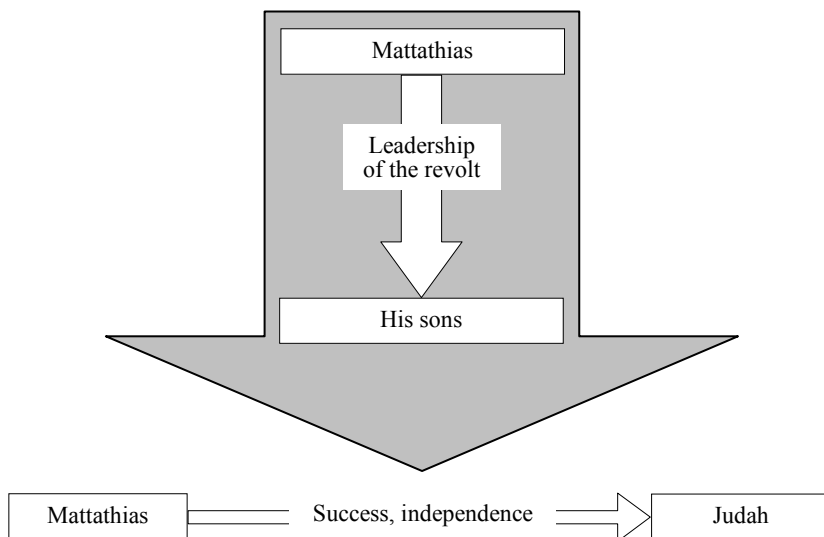 Mattathias
Leadership
of the revolt
His sons
Mattathias
Success, independence
Judah